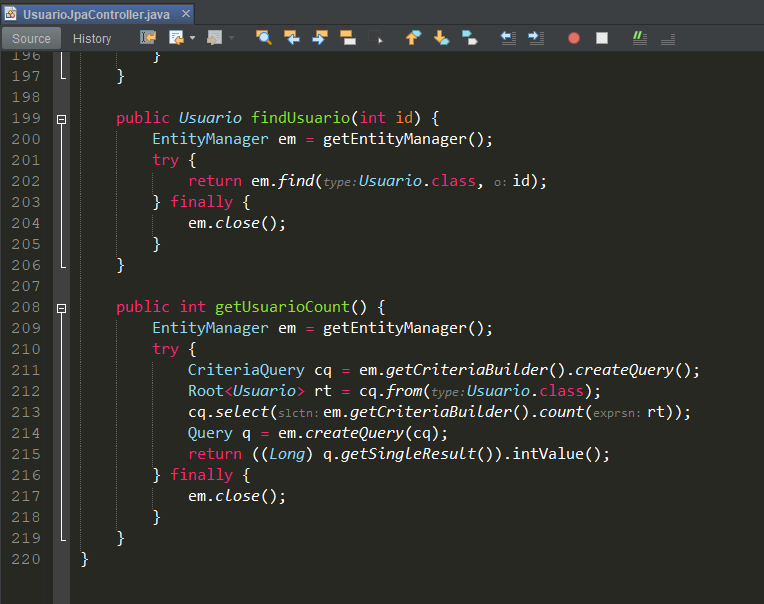 UsuarioJpaController.java
Source History
196 }
197 }
198
199 public Usuario findUsuario(int id) {
200 EntityManager em = getEntityManager();
201 try {
202 return em.find(type:Usuario.class, o:id);
203 } finally {
204 em.close();
205 }
206 }
207
208 public int getUsuarioCount() {
209 EntityManager em = getEntityManager();
210 try {
211 CriteriaQuery cq = em.getCriteriaBuilder().createQuery();
212 Root<Usuario> rt = cq.from(type:Usuario.class);
213 cq.select(slctn:em.getCriteriaBuilder().count(exprsn:rt));
214 Query q = em.createQuery(cq);
215 return ((Long) q.getSingleResult()).intValue();
216 } finally {
217 em.close();
218 }
219 }
220 }